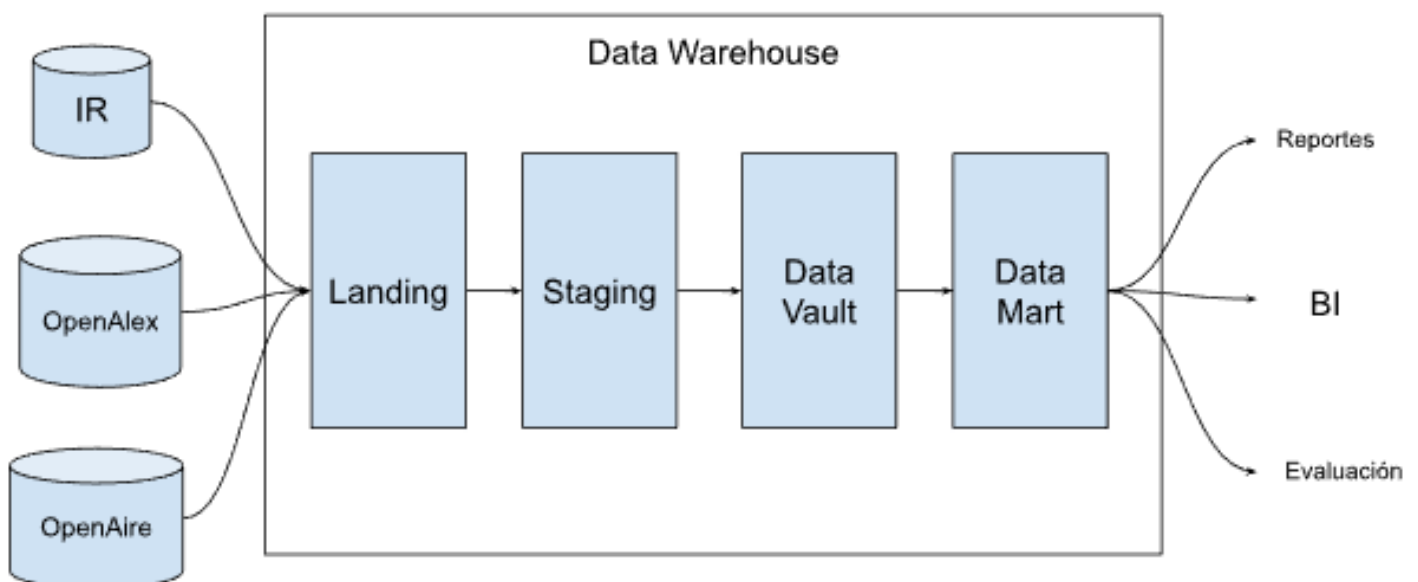 Data Warehouse
IR
OpenAlex
OpenAire
Landing
Staging
Data
Vault
Data
Mart
Reportes
BI
Evaluación